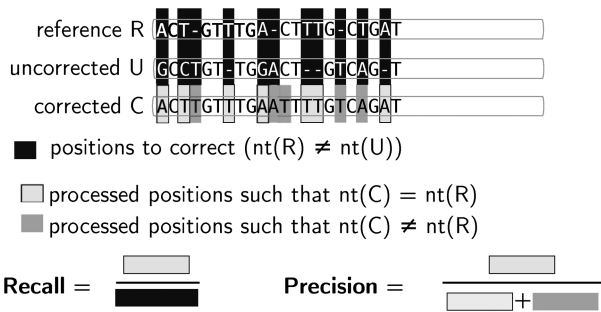 reference R ACT-GTTTGA-CTTTG-CTGAT
uncorrected U GCCTGT-TGGACT--GTCAG-T
corrected C ACTTGTTTGAATTTTGTCAGAT
positions to correct (nt(R) ≠ nt(U))
processed positions such that nt(C) = nt(R)
processed positions such that nt(C) ≠ nt(R)
Recall = Precision =
+